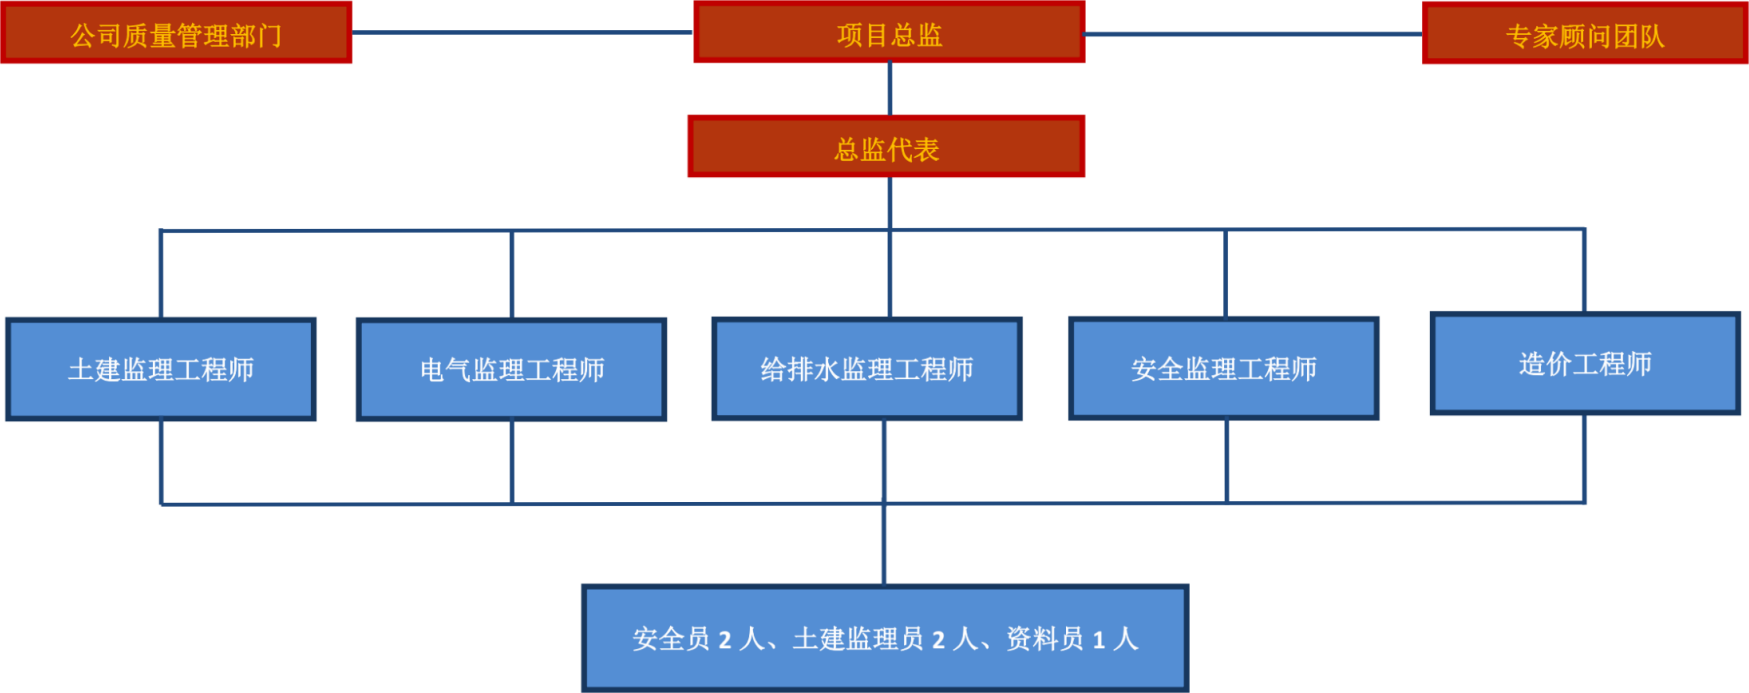 公司质量管理部门
项目总监
专家顾问团队
总监代表
土建监理工程师
电气监理工程师
给排水监理工程师
安全监理工程师
造价工程师
安全员 2 人、土建监理员 2 人、资料员 1 人